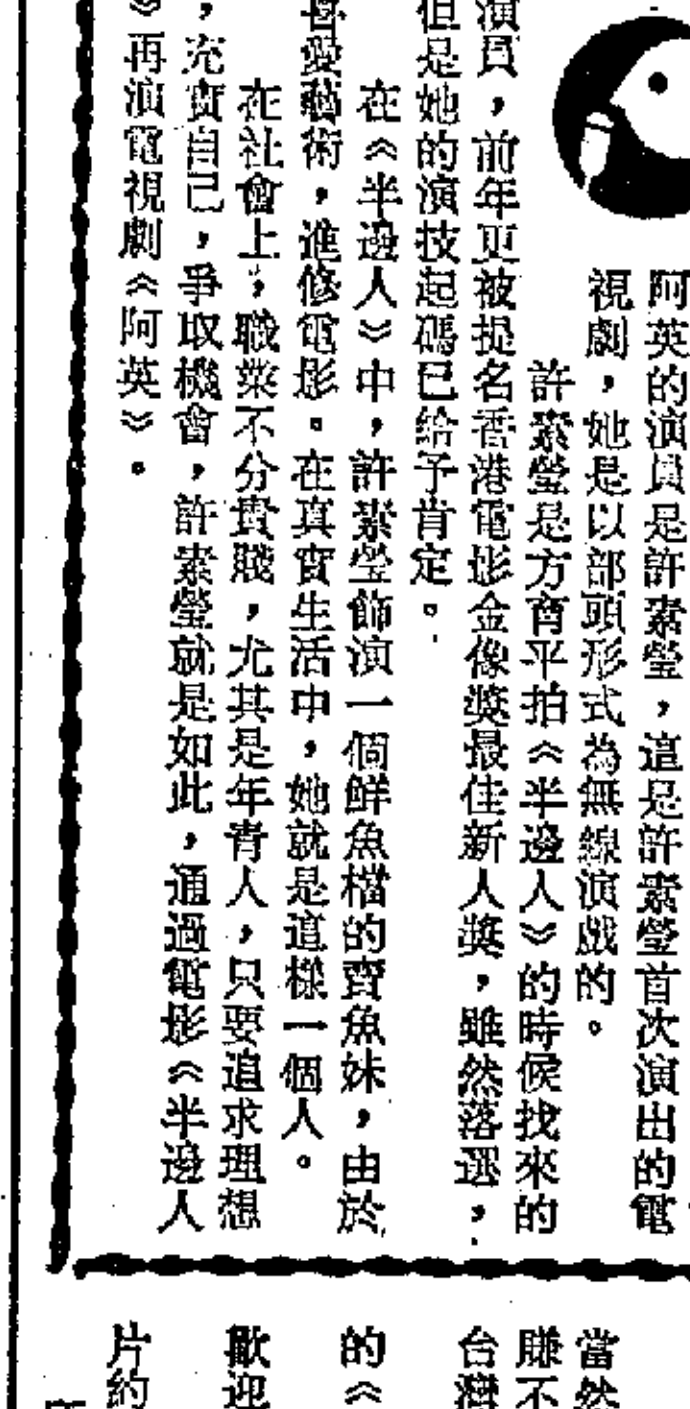 阿英的演員是許素瑩，這是許素瑩首次演出的電
視劇，她是以部頭形式為無線演戲的。
許素瑩是方育平拍《半邊人》的時候找來的
演員，前年更被提名香港電影金像獎最佳新人獎，雖然落選，
但是她的演技起碼已給予肯定。
在《半邊人》中，許素瑩飾演一個鮮魚檔的賣魚妹，由於
喜愛藝術，進修電影。在真實生活中，她就是這樣一個人。
在社會上，職業不分貴賤，尤其是年青人，只要追求理想
，充實自己，爭取機會，許素瑩就是如此，通過電影《半邊人
》再演電視劇《阿英》。
當然
賺不
台灣
的《
歡迎
片約